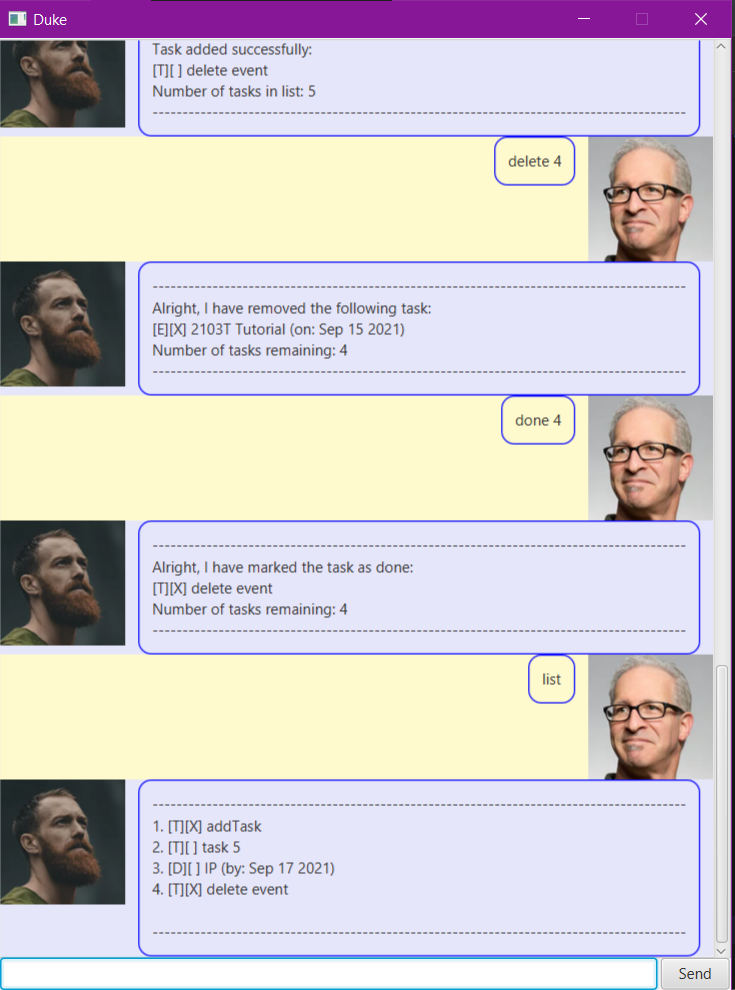 Duke
Task added successfully:
[T][ ] delete event
Number of tasks in list: 5
--------------------------------------------------------------------------------
delete 4
--------------------------------------------------------------------------------
Alright, I have removed the following task:
[E][X] 2103T Tutorial (on: Sep 15 2021)
Number of tasks remaining: 4
--------------------------------------------------------------------------------
done 4
--------------------------------------------------------------------------------
Alright, I have marked the task as done:
[T][X] delete event
Number of tasks remaining: 4
--------------------------------------------------------------------------------
list
--------------------------------------------------------------------------------
1. [T][X] addTask
2. [T][ ] task 5
3. [D][ ] IP (by: Sep 17 2021)
4. [T][X] delete event
--------------------------------------------------------------------------------
Send